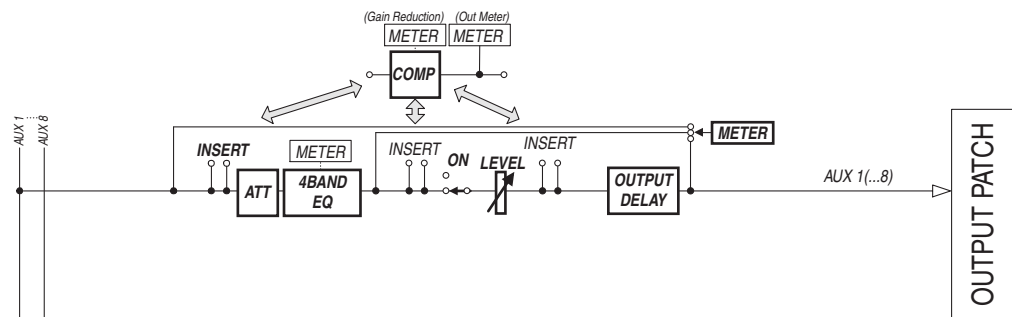 (Gain Reduction) (Out Meter)
METER METER
COMP
AUX 1
AUX 8
METER
INSERT METER INSERT ON LEVEL INSERT
ATT 4BAND EQ OUTPUT DELAY
AUX 1(...8)
OUTPUT PATCH